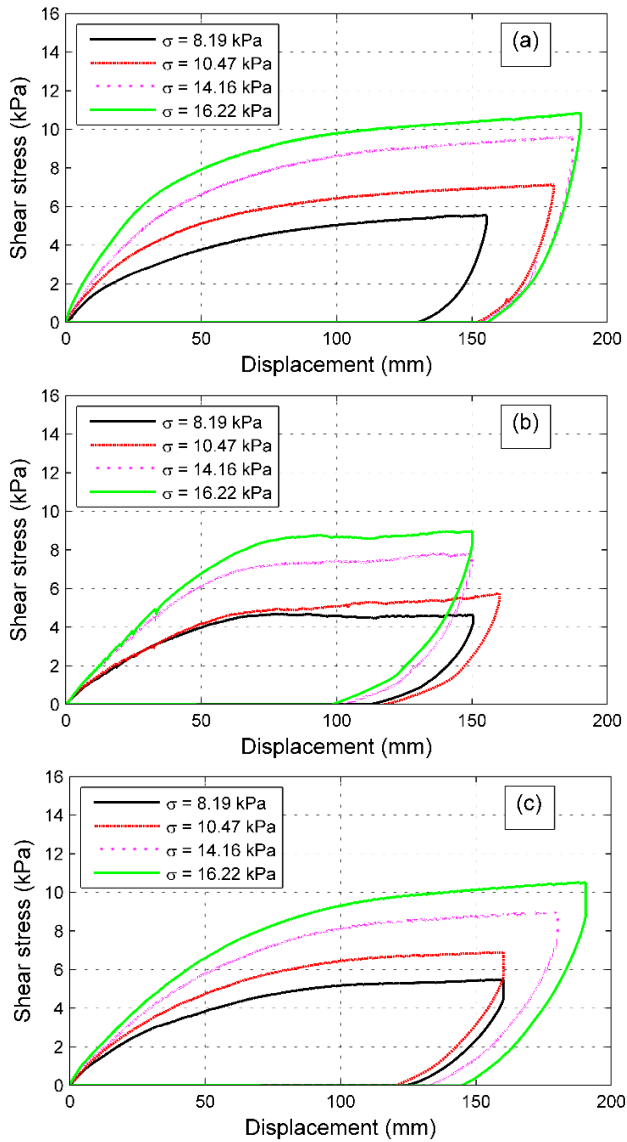 16
14
12
10
8
6
4
2
0
Shear stress (kPa)
σ = 8.19 kPa
σ = 10.47 kPa
σ = 14.16 kPa
σ = 16.22 kPa
(a)
0 50 100 150 200
Displacement (mm)
16
14
12
10
8
6
4
2
0
Shear stress (kPa)
σ = 8.19 kPa
σ = 10.47 kPa
σ = 14.16 kPa
σ = 16.22 kPa
(b)
0 50 100 150 200
Displacement (mm)
16
14
12
10
8
6
4
2
0
Shear stress (kPa)
σ = 8.19 kPa
σ = 10.47 kPa
σ = 14.16 kPa
σ = 16.22 kPa
(c)
0 50 100 150 200
Displacement (mm)